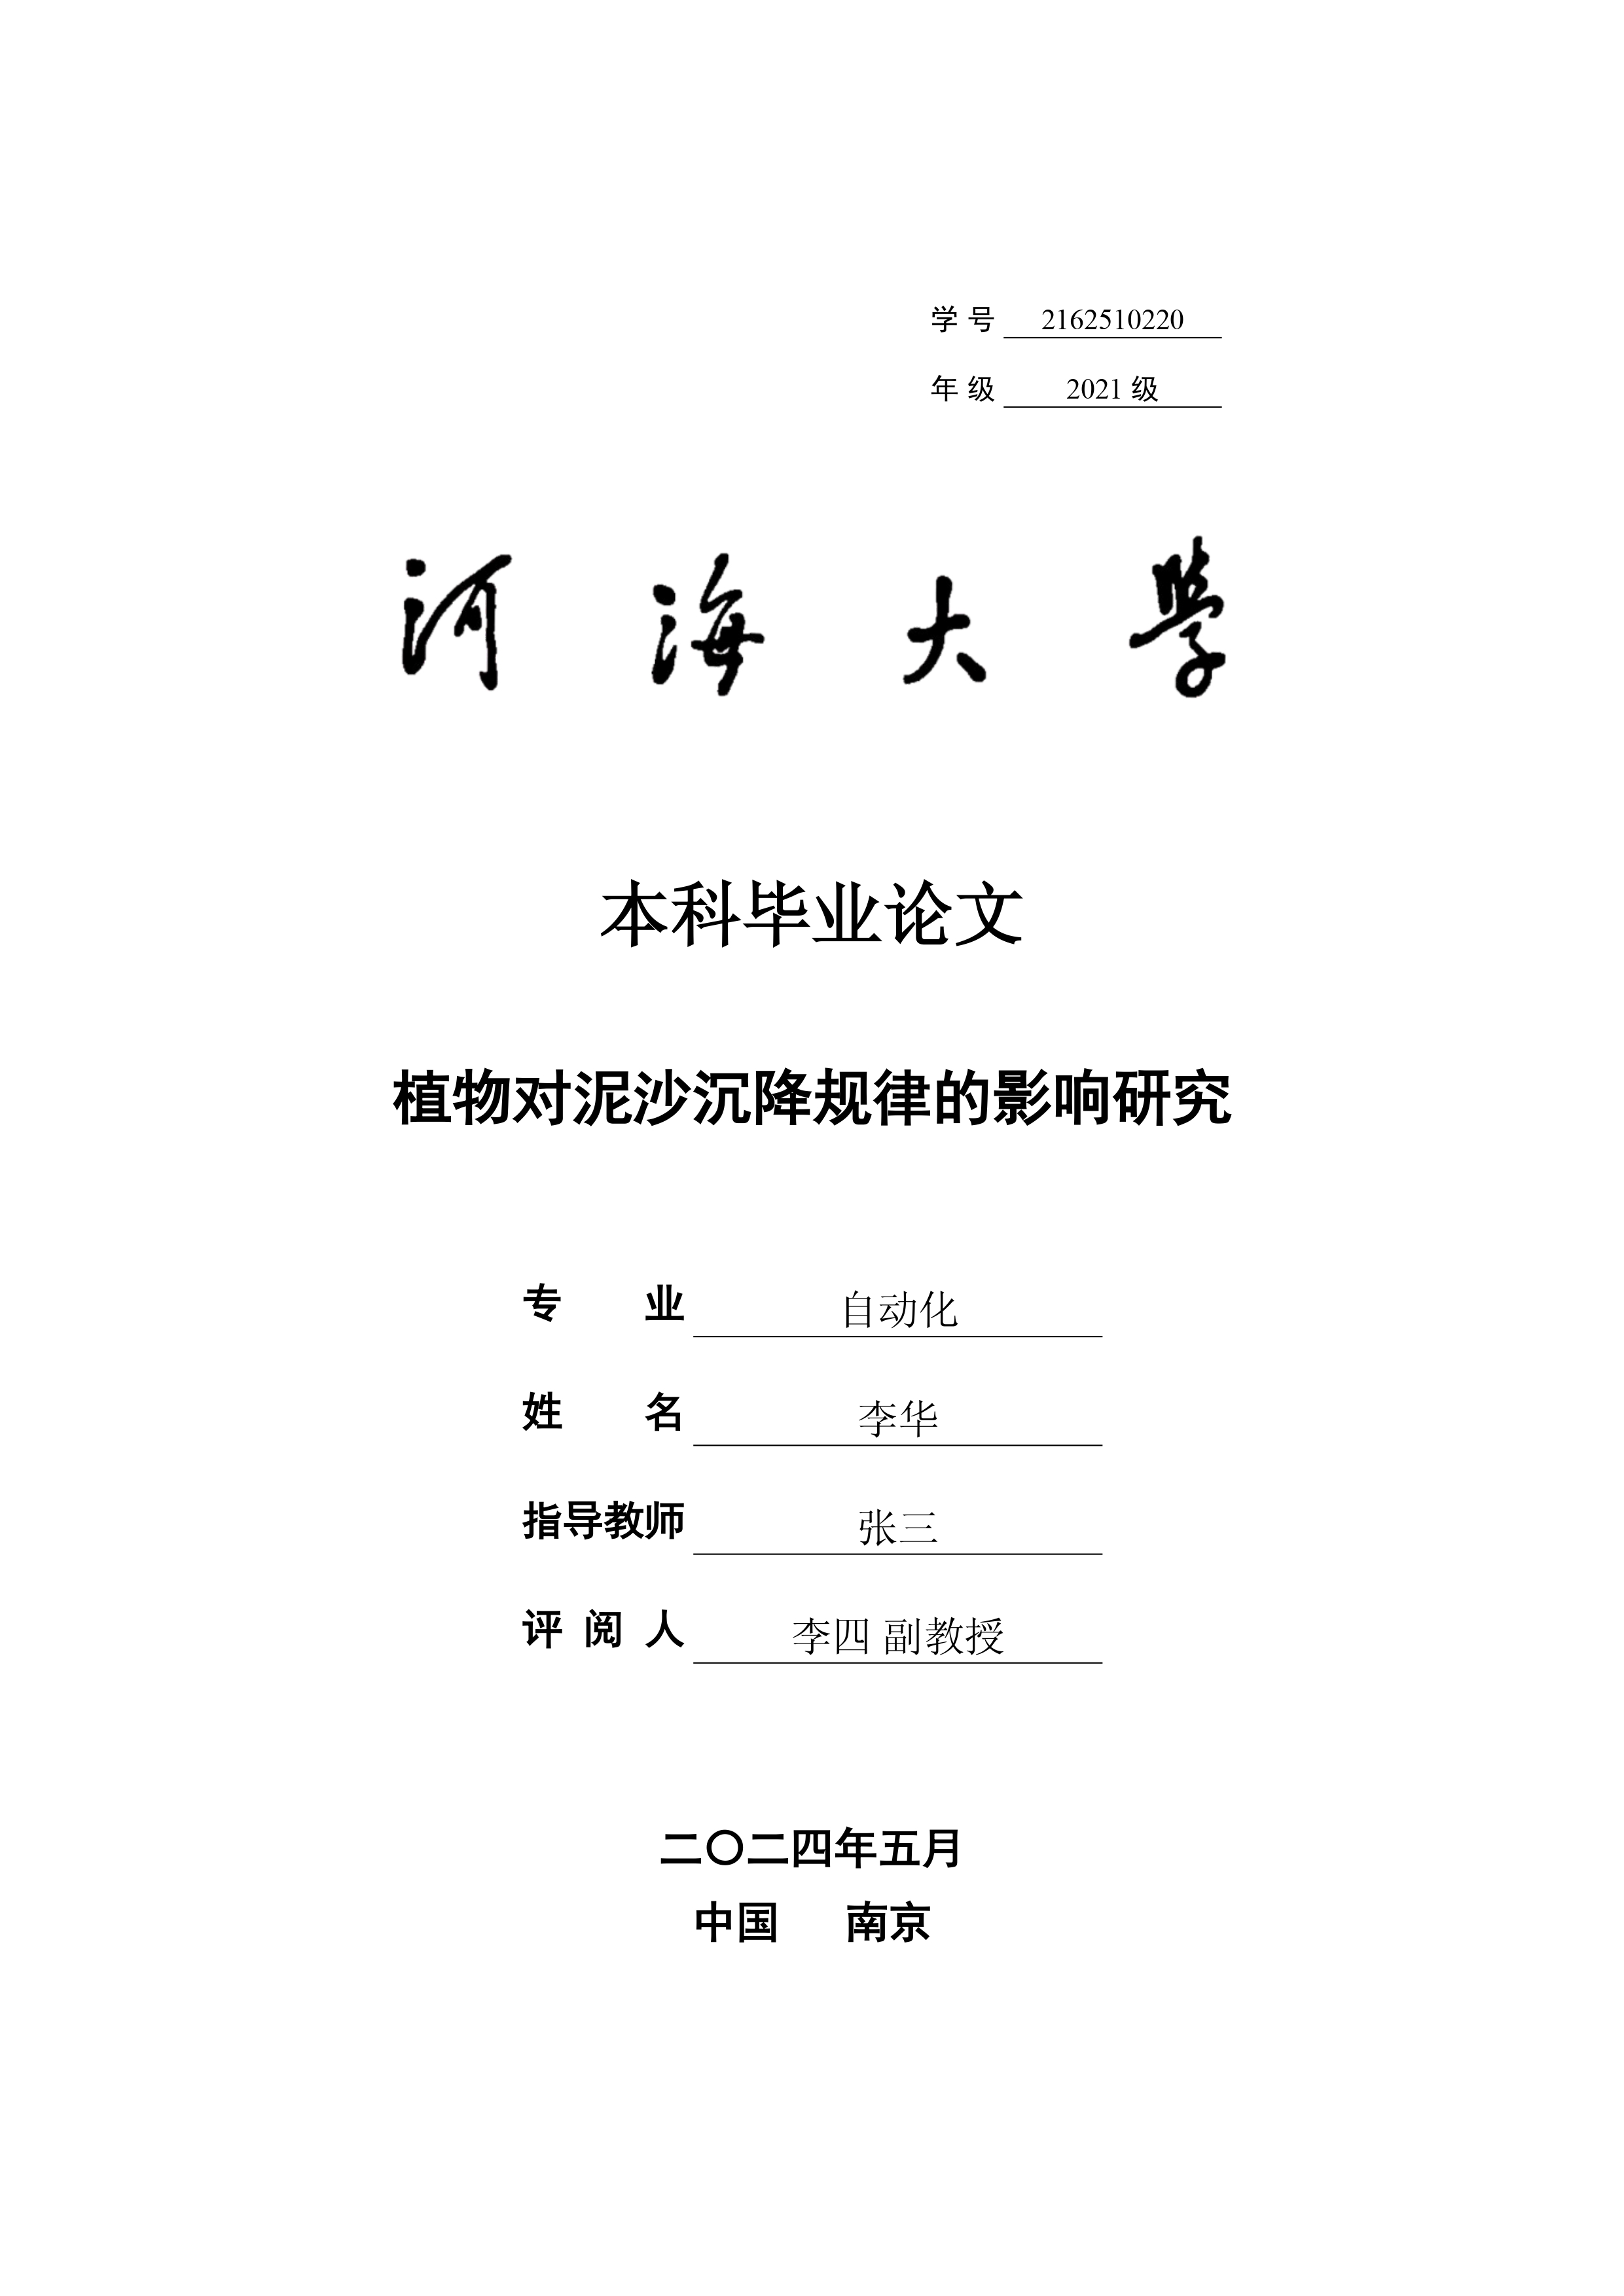 学 号 2162510220
年 级 2021 级
河 海 大 學
本科毕业论文
植物对泥沙沉降规律的影响研究
专 业 自动化
姓 名 李华
指导教师 张三
评 阅 人 李四 副教授
二〇二四年五月
中国 南京